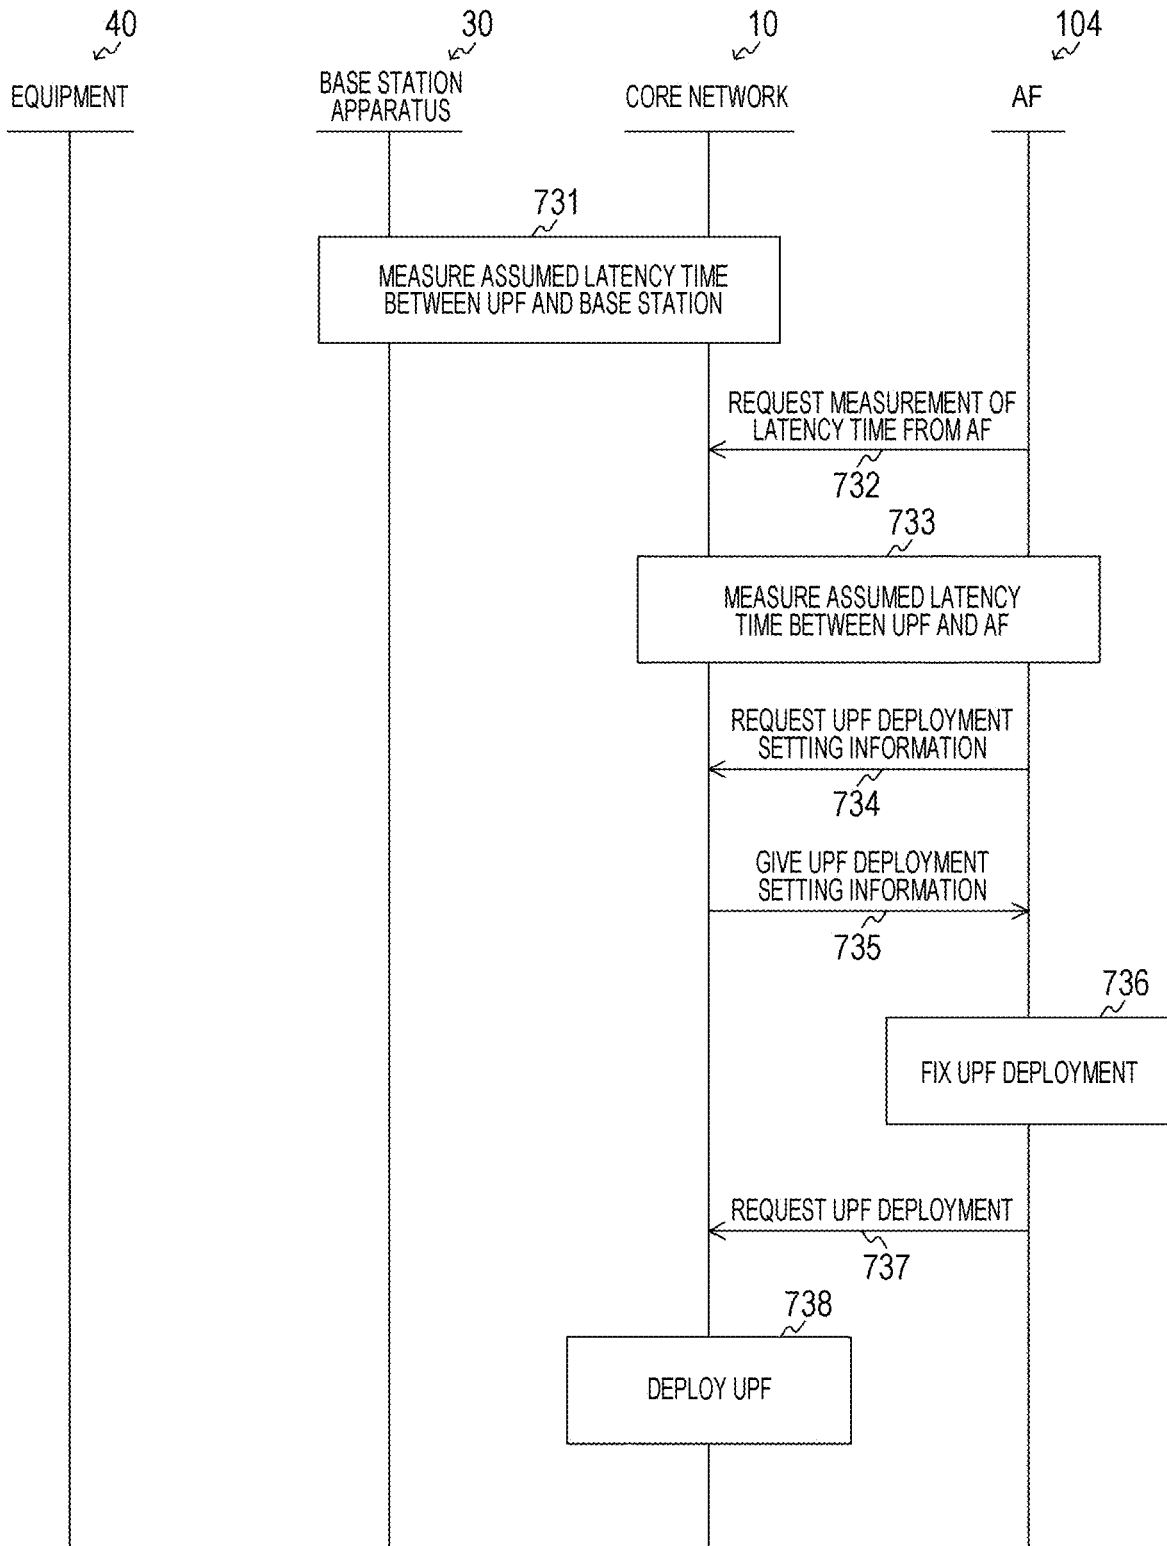 40
30
10
104
EQUIPMENT
BASE STATION
APPARATUS
CORE NETWORK
AF
731
MEASURE ASSUMED LATENCY TIME
BETWEEN UPF AND BASE STATION
REQUEST MEASUREMENT OF
LATENCY TIME FROM AF
732
733
MEASURE ASSUMED LATENCY
TIME BETWEEN UPF AND AF
REQUEST UPF DEPLOYMENT
SETTING INFORMATION
734
GIVE UPF DEPLOYMENT
SETTING INFORMATION
735
736
FIX UPF DEPLOYMENT
REQUEST UPF DEPLOYMENT
737
738
DEPLOY UPF